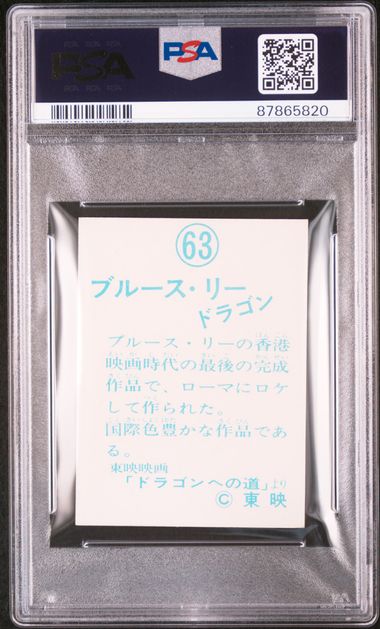 PSA
PSA
87865820
63
ブルース・リー
ドラゴン
ブルース・リーの香港
映画時代の最後の完成
作品で、ローマにロケ
して作られた。
国際色豊かな作品であ
る。
東映映画
「ドラゴンへの道」より
© 東映